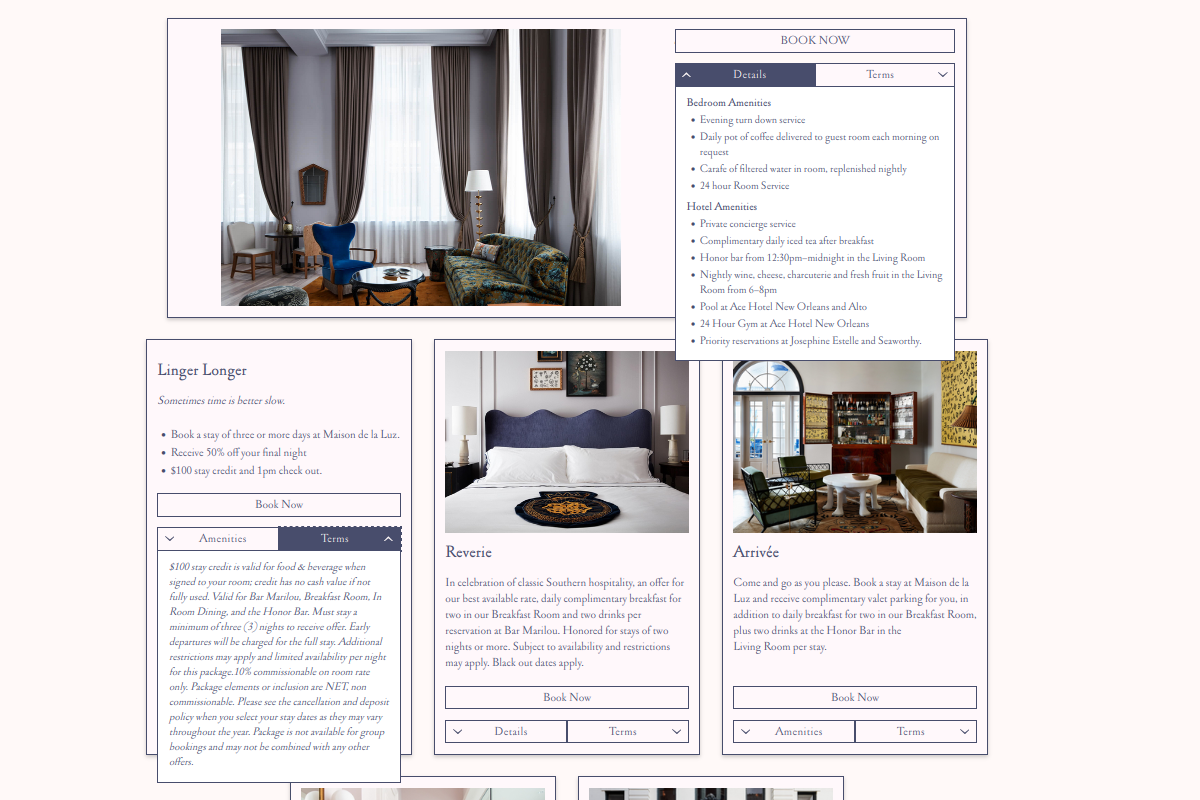 BOOK NOW
Details
Terms
Bedroom Amenities
• Evening turn down service
• Daily pot of coffee delivered to guest room each morning on
request
• Carafe of filtered water in room, replenished nightly
• 24 hour Room Service
Hotel Amenities
• Private concierge service
• Complimentary daily iced tea after breakfast
• Honor bar from 12:30pm–midnight in the Living Room
• Nightly wine, cheese, charcuterie and fresh fruit in the Living
Room from 6–8pm
• Pool at Ace Hotel New Orleans and Alto
• 24 Hour Gym at Ace Hotel New Orleans
• Priority reservations at Josephine Estelle and Seaworthy.
Linger Longer
Sometimes time is better slow.
• Book a stay of three or more days at Maison de la Luz.
• Receive 50% off your final night
• $100 stay credit and 1pm check out.
Book Now
Amenities
Terms
$100 stay credit is valid for food & beverage when
signed to your room; credit has no cash value if not
fully used. Valid for Bar Marilou, Breakfast Room, In
Room Dining, and the Honor Bar. Must stay a
minimum of three (3) nights to receive offer. Early
departures will be charged for the full stay. Additional
restrictions may apply and limited availability per night
for this package.10% commissionable on room rate
only. Package elements or inclusion are NET, non
commissionable. Please see the cancellation and deposit
policy when you select your stay dates as they may vary
throughout the year. Package is not available for group
bookings and may not be combined with any other
offers.
Reverie
In celebration of classic Southern hospitality, an offer for
our best available rate, daily complimentary breakfast for
two in our Breakfast Room and two drinks per
reservation at Bar Marilou. Honored for stays of two
nights or more. Subject to availability and restrictions
may apply. Black out dates apply.
Book Now
Details
Terms
Arrivée
Come and go as you please. Book a stay at Maison de la
Luz and receive complimentary valet parking for you, in
addition to daily breakfast for two in our Breakfast Room,
plus two drinks at the Honor Bar in the
Living Room per stay.
Book Now
Amenities
Terms